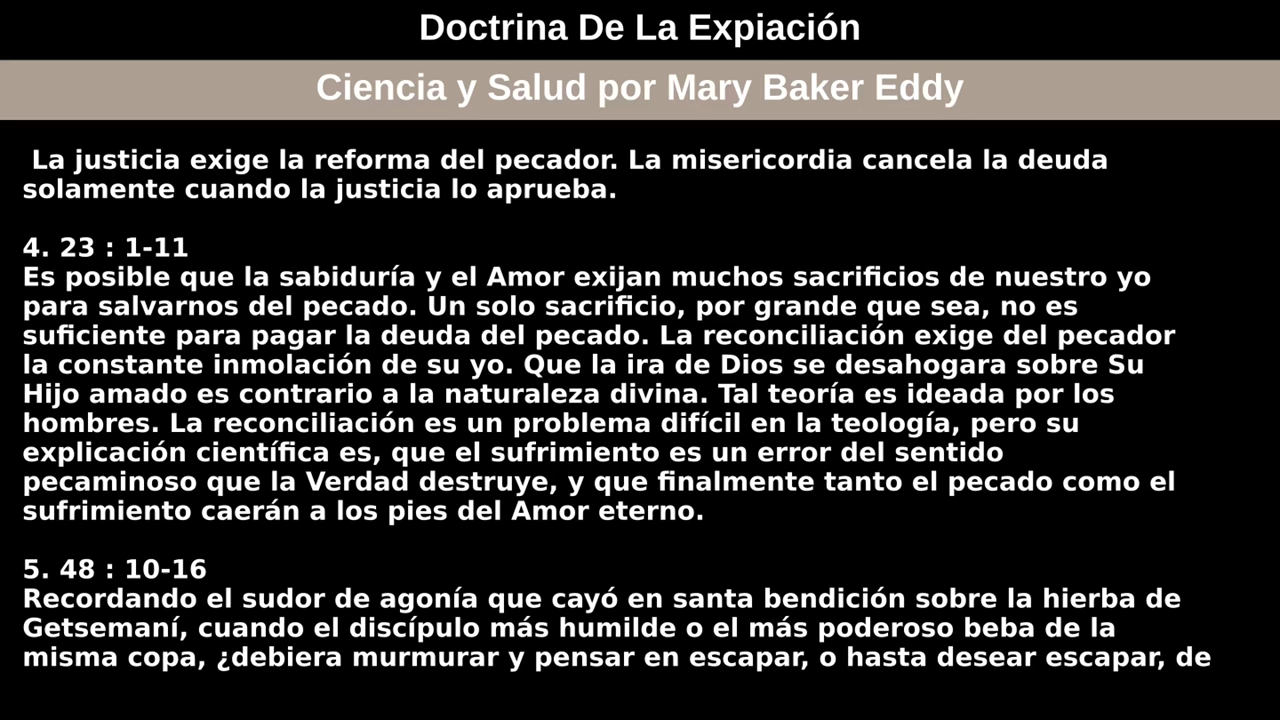 Doctrina De La Expiación
Ciencia y Salud por Mary Baker Eddy
La justicia exige la reforma del pecador. La misericordia cancela la deuda
solamente cuando la justicia lo aprueba.
4. 23 : 1-11
Es posible que la sabiduría y el Amor exijan muchos sacrificios de nuestro yo
para salvarnos del pecado. Un solo sacrificio, por grande que sea, no es
suficiente para pagar la deuda del pecado. La reconciliación exige del pecador
la constante inmolación de su yo. Que la ira de Dios se desahogara sobre Su
Hijo amado es contrario a la naturaleza divina. Tal teoría es ideada por los
hombres. La reconciliación es un problema difícil en la teología, pero su
explicación científica es, que el sufrimiento es un error del sentido
pecaminoso que la Verdad destruye, y que finalmente tanto el pecado como el
sufrimiento caerán a los pies del Amor eterno.
5. 48 : 10-16
Recordando el sudor de agonía que cayó en santa bendición sobre la hierba de
Getsemaní, cuando el discípulo más humilde o el más poderoso beba de la
misma copa, ¿debiera murmurar y pensar en escapar, o hasta desear escapar, de